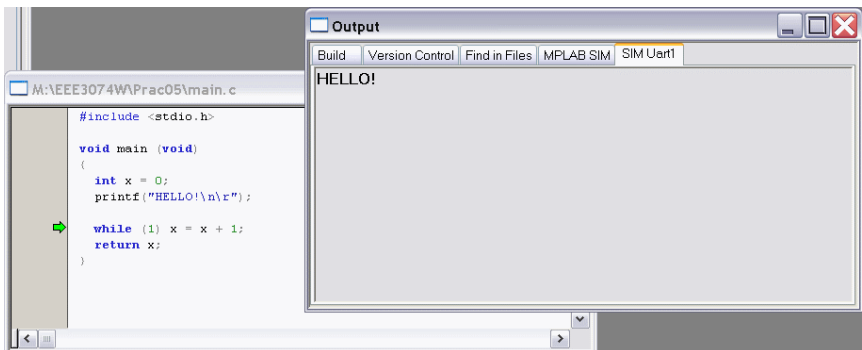 Output
Build Version Control Find in Files MPLAB SIM SIM Uart1
HELLO!
M:\EEE3074W\Prac05\main.c
#include <stdio.h>
void main (void)
{
int x = 0;
printf("HELLO!\n\r");
while (1) x = x + 1;
return x;
}